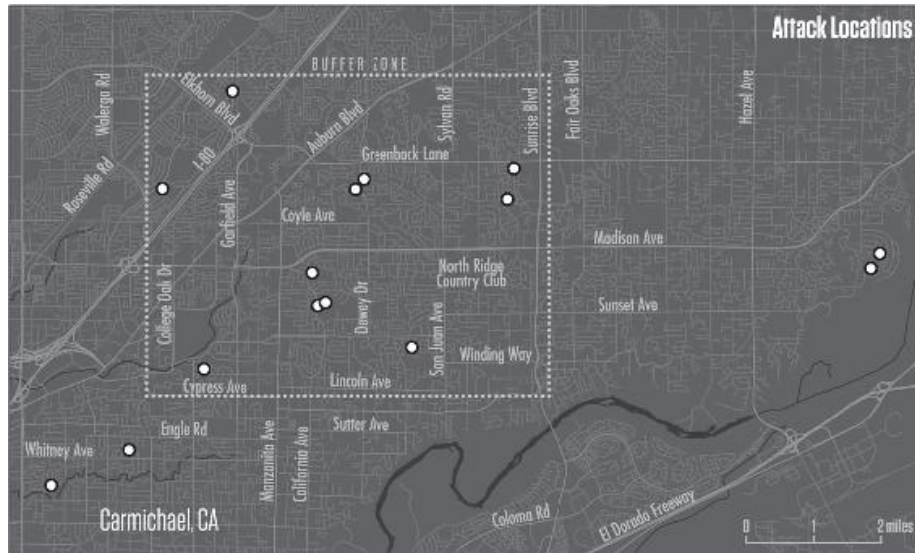 Attack Locations
BUFFER ZONE
Walerga Rd
Elkhorn Blvd
Auburn Blvd
Sylvan Rd
Sunrise Blvd
Fair Oaks Blvd
Hazel Ave
Roseville Rd
I-80
Greenback Lane
Garfield Ave
Coyle Ave
Madison Ave
North Ridge
Country Club
College Oak Dr
Dewey Dr
San Juan Ave
Sunset Ave
Winding Way
Cypress Ave
Lincoln Ave
Engle Rd
Sutter Ave
Whitney Ave
Manzanita Ave
California Ave
Carmichael, CA
Coloma Rd
El Dorado Freeway
0 1 2 miles